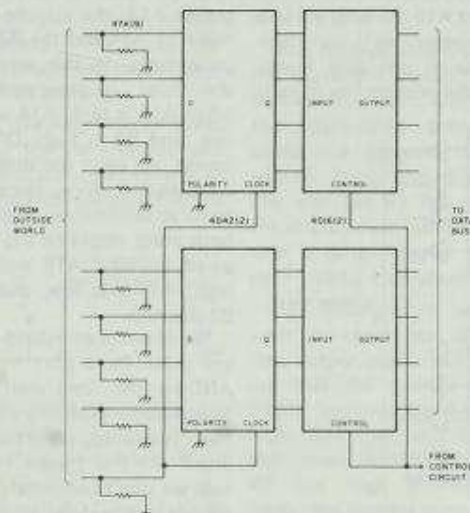 47K(9)
D
Q
INPUT
OUTPUT
POLARITY
CLOCK
CONTROL
4042(2)
4016(2)
FROM
OUTSIDE
WORLD
TO
DATA
BUS
D
Q
INPUT
OUTPUT
POLARITY
CLOCK
CONTROL
FROM
CONTROL
CIRCUIT